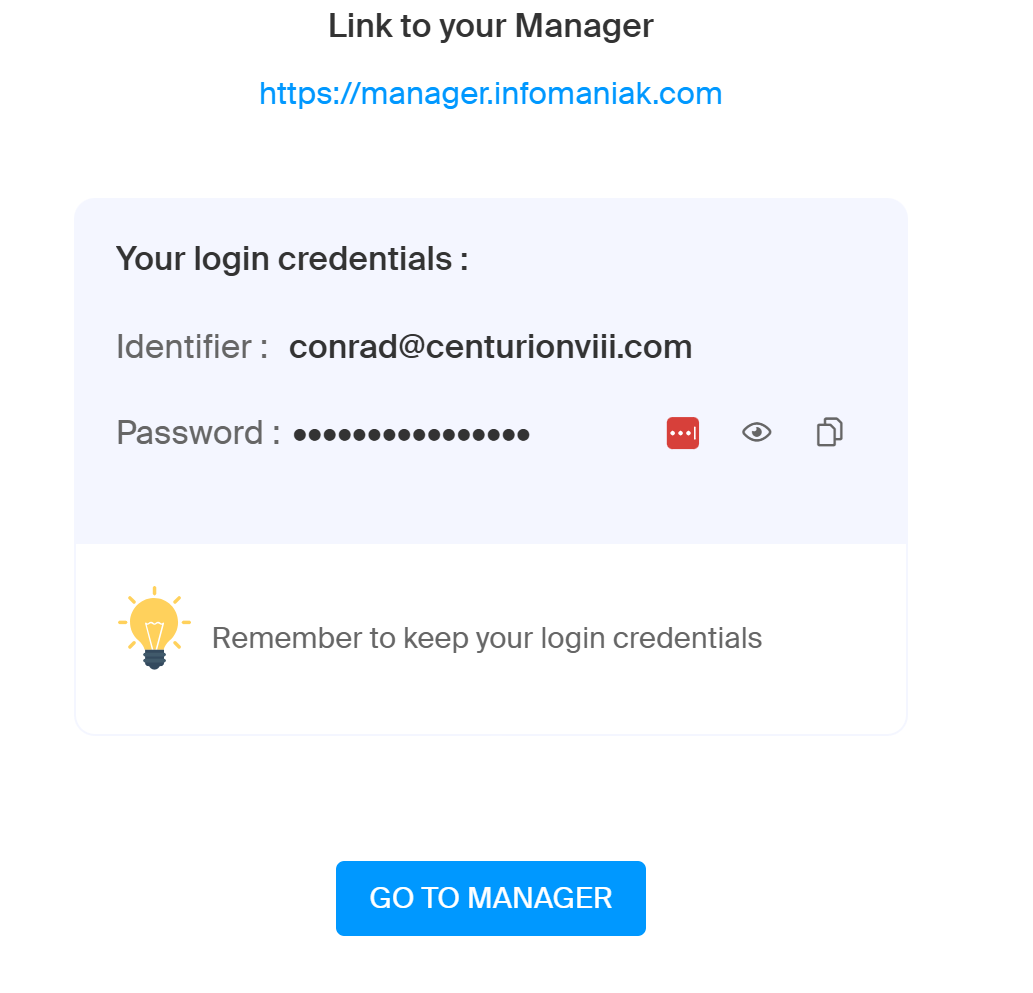 Link to your Manager
https://manager.infomaniak.com
Your login credentials :
Identifier : conrad@centurionviii.com
Password : ••••••••••••••••
Remember to keep your login credentials
GO TO MANAGER